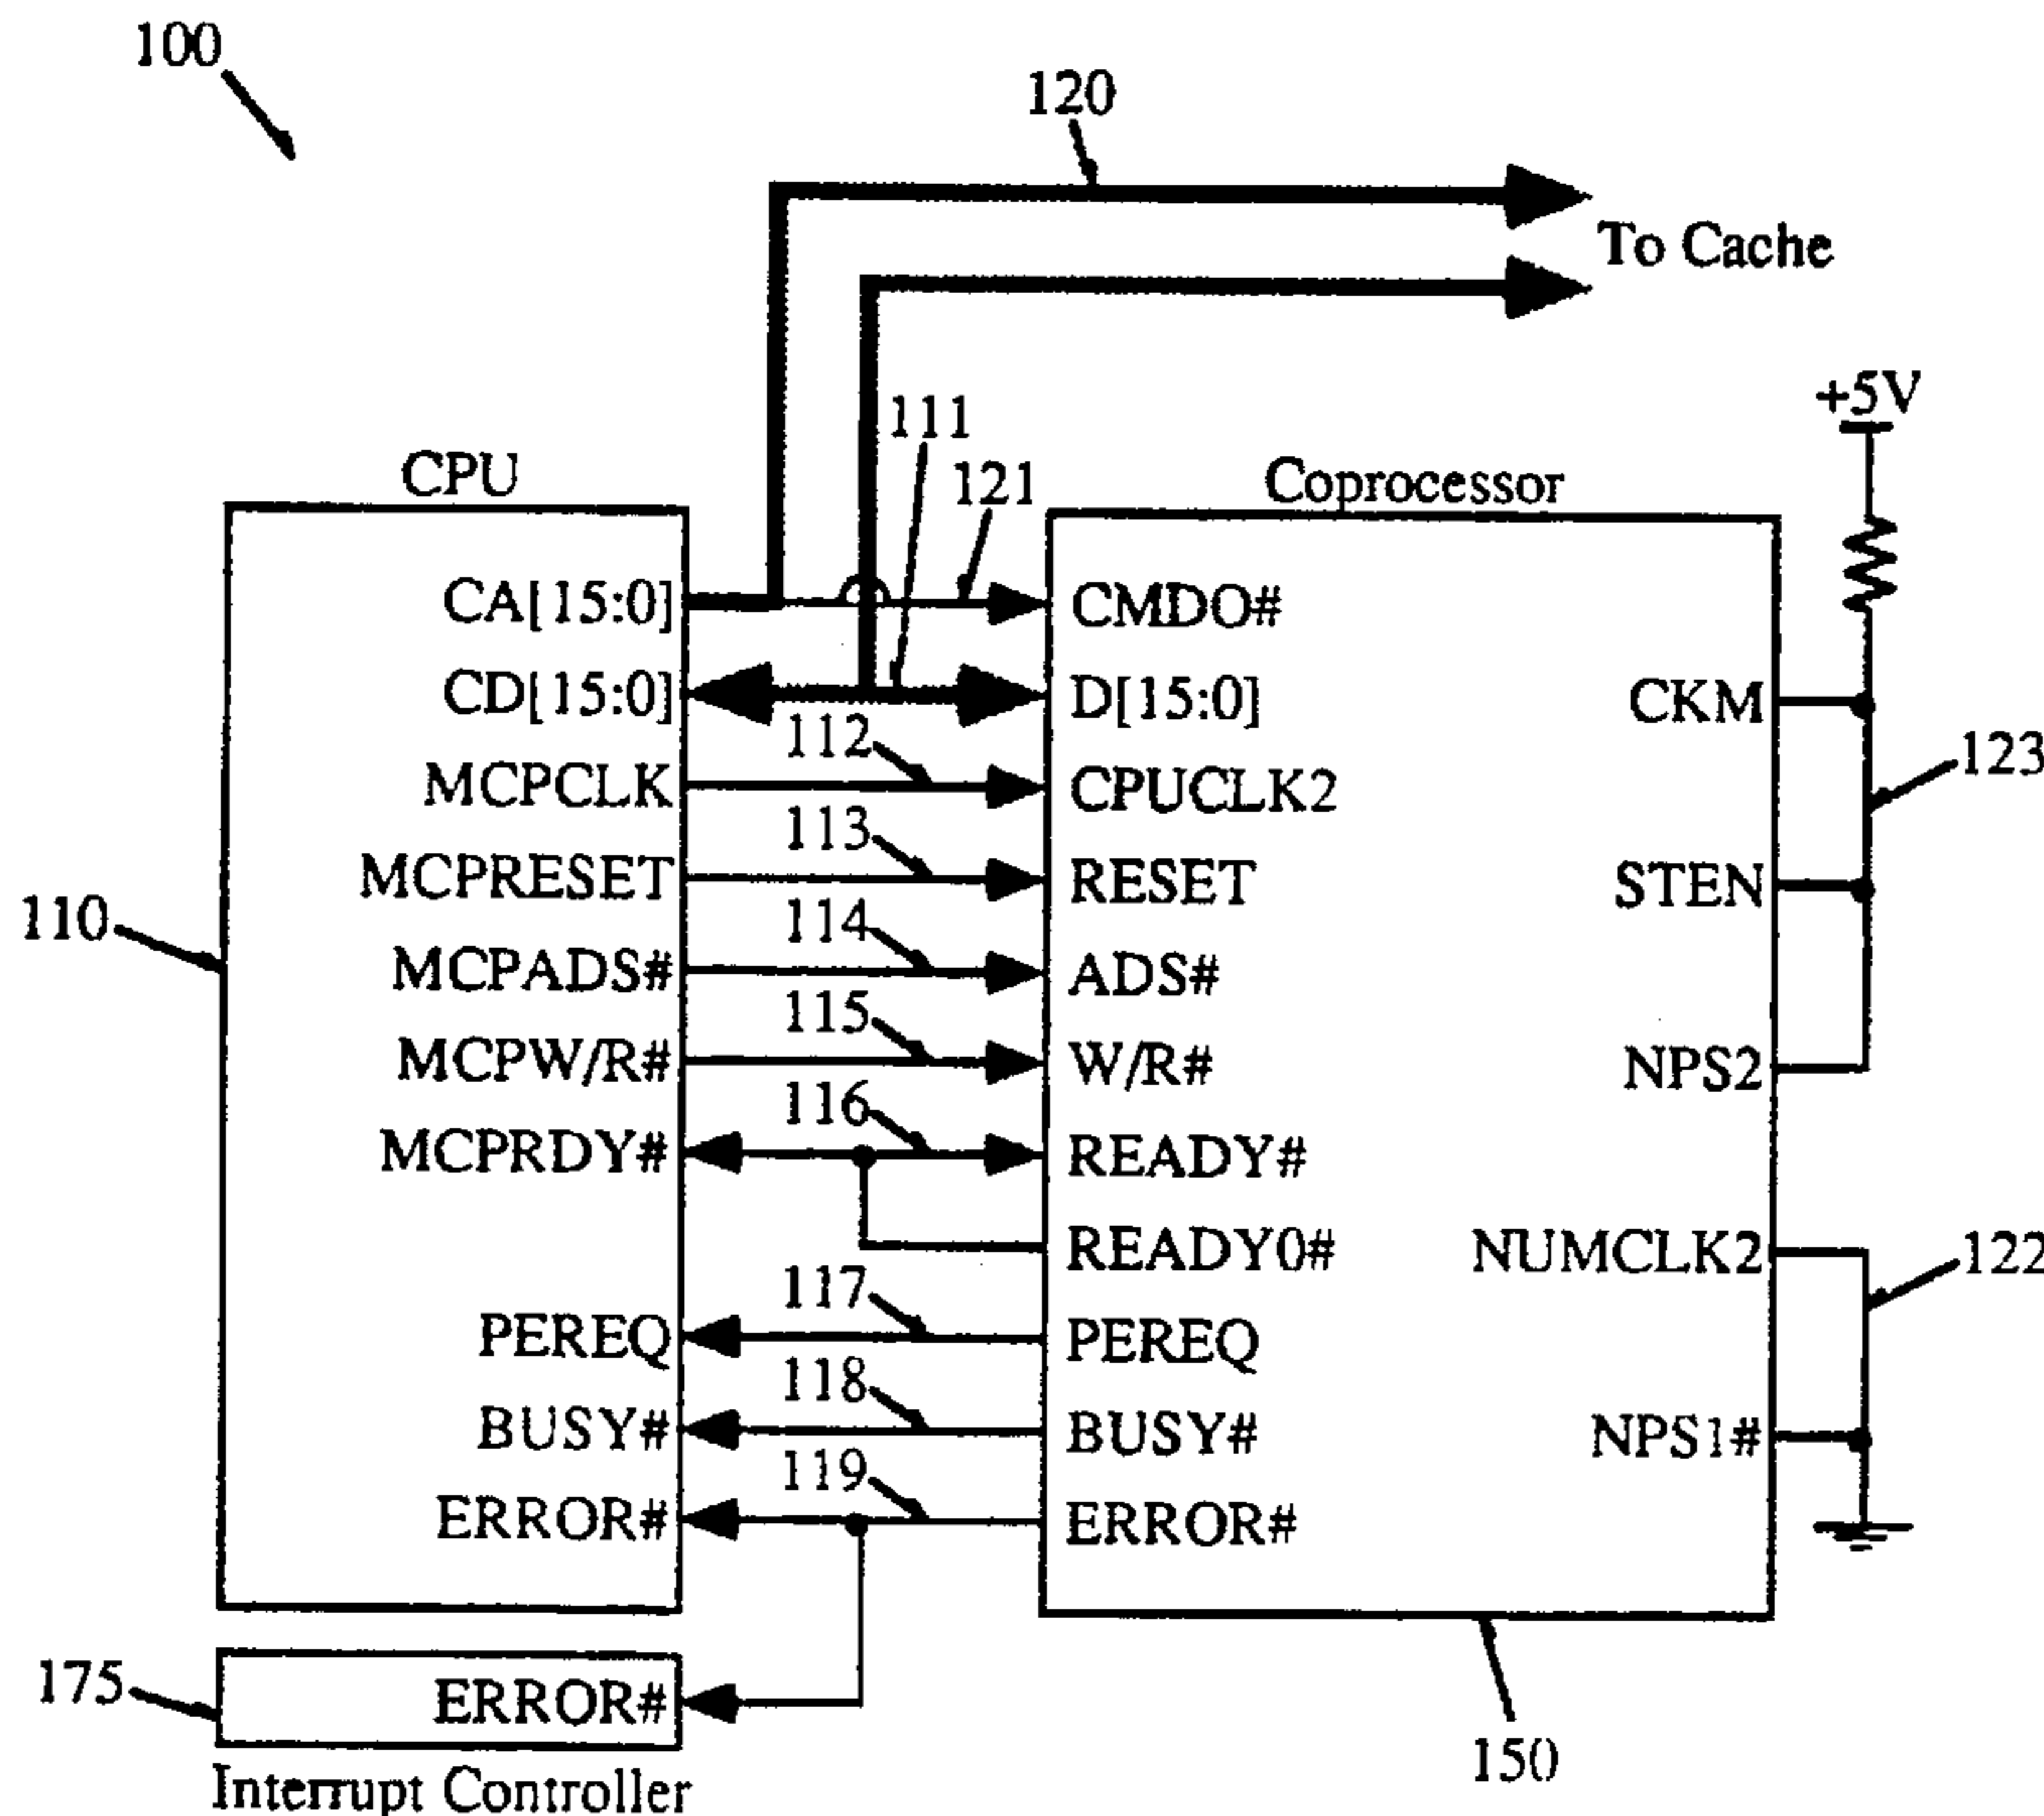 100
120
To Cache
+5V
111
121
CPU
Coprocessor
CA[15:0]
CMDO#
CD[15:0]
D[15:0]
CKM
112
123
MCPCLK
CPUCLK2
113
MCPRESET
RESET
STEN
110
114
MCPADS#
ADS#
115
MCPW/R#
W/R#
NPS2
116
MCPRDY#
READY#
READY0#
NUMCLK2
122
117
PEREQ
PEREQ
118
BUSY#
BUSY#
NPS1#
119
ERROR#
ERROR#
175
ERROR#
150
Interrupt Controller